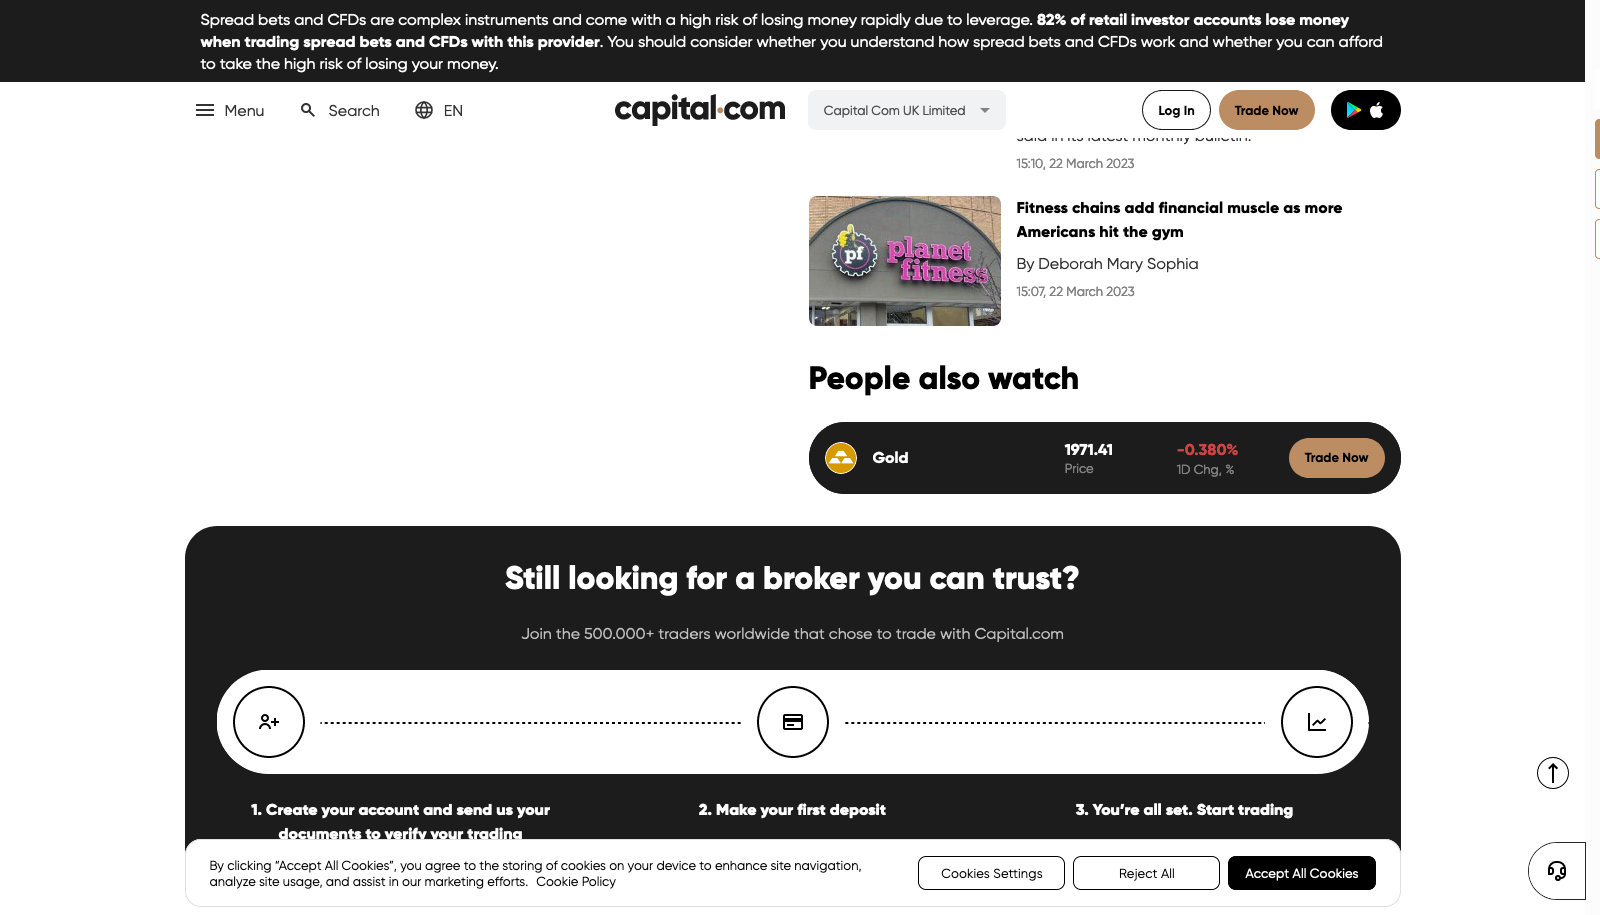 Spread bets and CFDs are complex instruments and come with a high risk of losing money rapidly due to leverage. 82% of retail investor accounts lose money
when trading spread bets and CFDs with this provider. You should consider whether you understand how spread bets and CFDs work and whether you can afford
to take the high risk of losing your money.
Menu
Search
EN
capital.com
Capital Com UK Limited
Log In
Trade Now
said in its latest monthly bulletin.
15:10, 22 March 2023
pf planet
fitness
Fitness chains add financial muscle as more
Americans hit the gym
By Deborah Mary Sophia
15:07, 22 March 2023
People also watch
Gold
1971.41
Price
-0.380%
1D Chg, %
Trade Now
Still looking for a broker you can trust?
Join the 500.000+ traders worldwide that chose to trade with Capital.com
1. Create your account and send us your
documents to verify your trading
2. Make your first deposit
3. You’re all set. Start trading
By clicking “Accept All Cookies”, you agree to the storing of cookies on your device to enhance site navigation,
analyze site usage, and assist in our marketing efforts. Cookie Policy
Cookies Settings
Reject All
Accept All Cookies